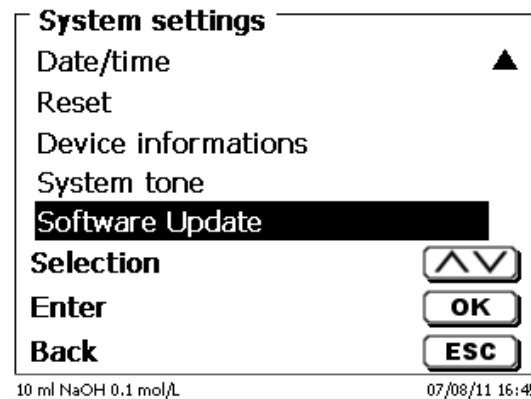 System settings
Date/time
Reset
Device informations
System tone
Software Update
Selection
Enter OK
Back ESC
10 ml NaOH 0.1 mol/L 07/08/11